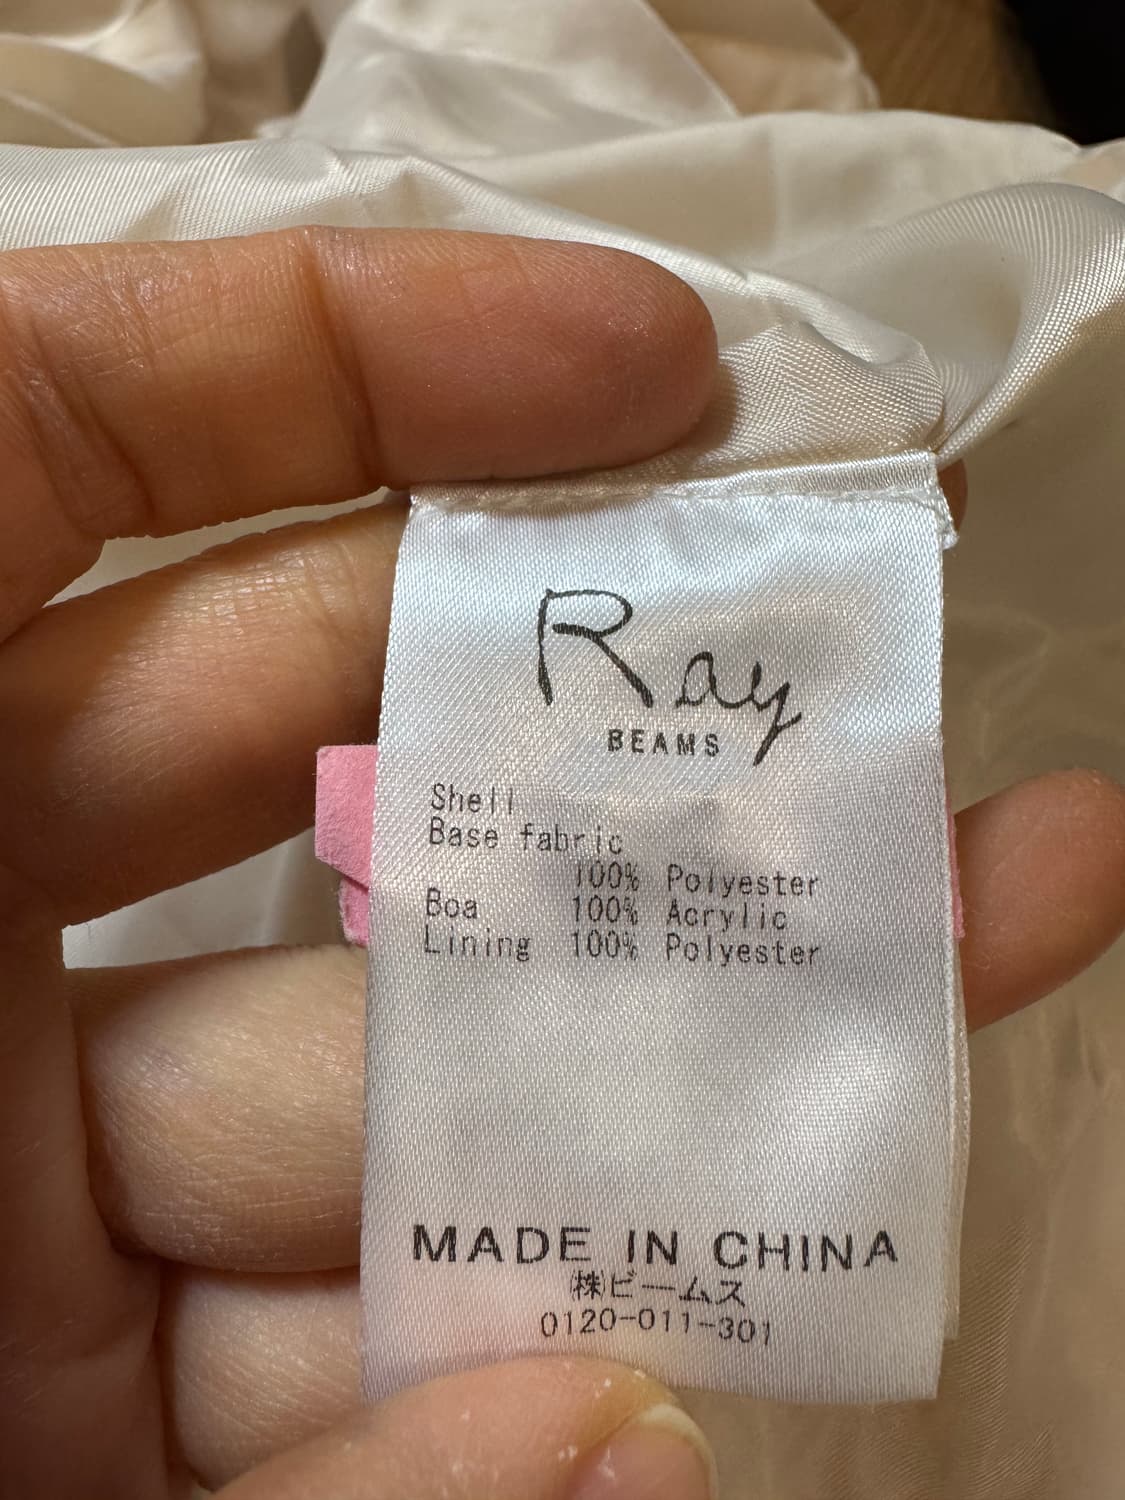 Ray
BEAMS
Shell
Base fabric
100% Polyester
Boa 100% Acrylic
Lining 100% Polyester
MADE IN CHINA
㈱ビームス
0120-011-301